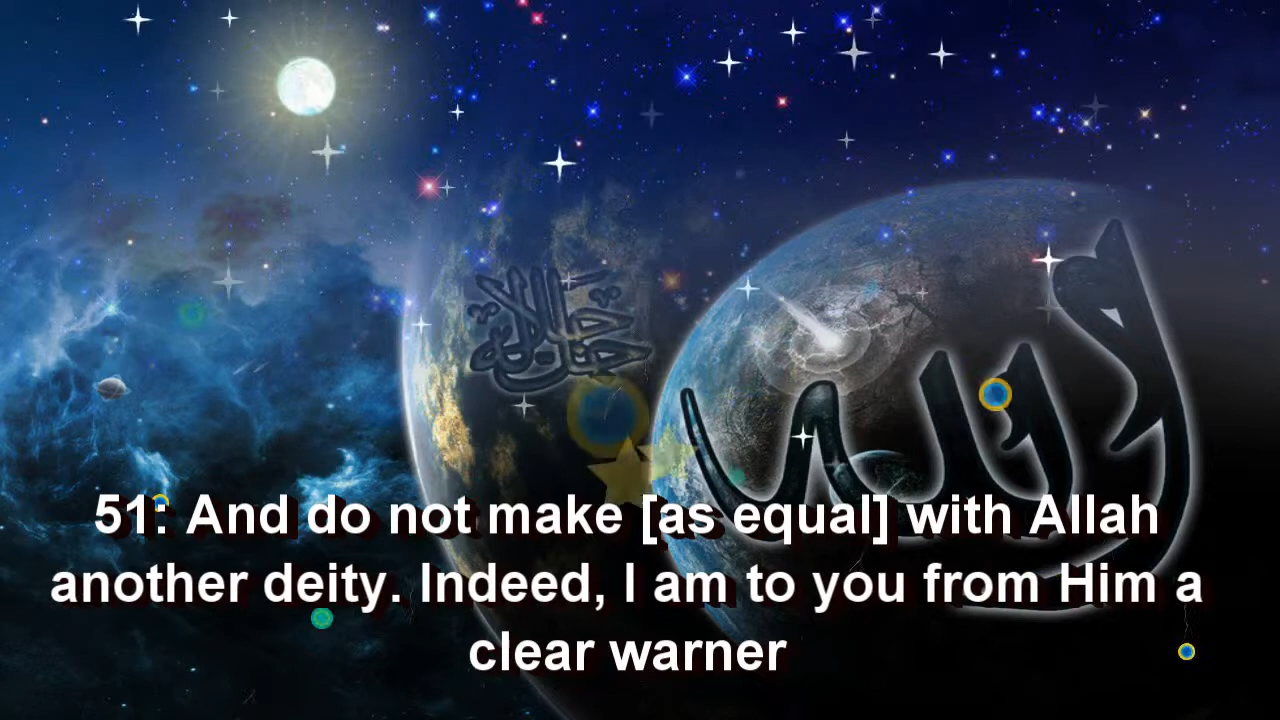 51: And do not make [as equal] with Allah
another deity. Indeed, I am to you from Him a
clear warner